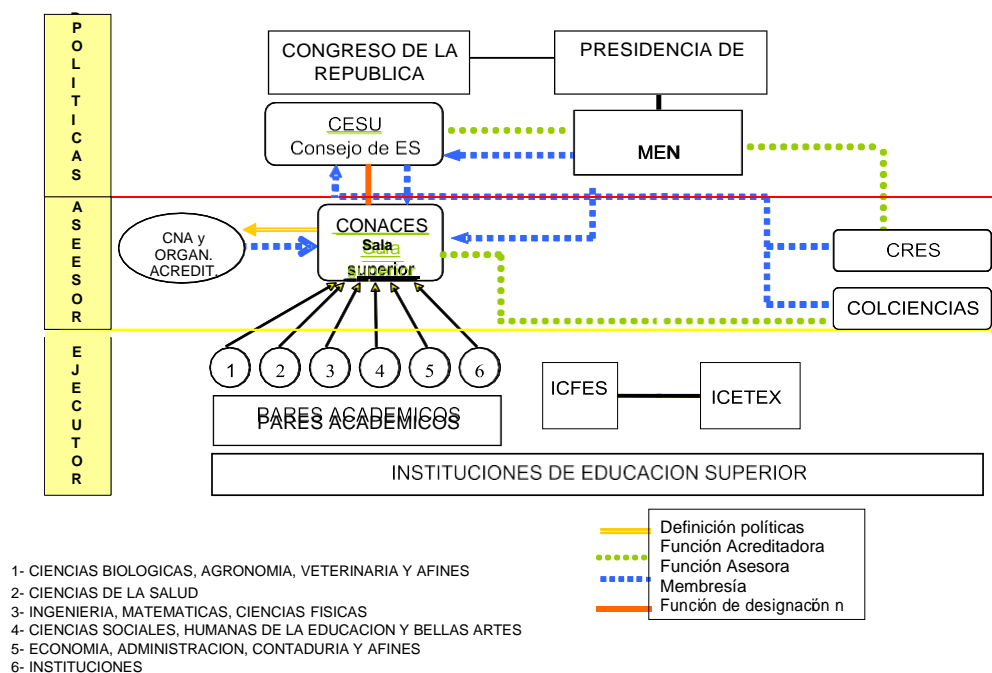 POLITICAS
CONGRESO DE LA
REPUBLICA
PRESIDENCIA DE
CESU
Consejo de ES
MEN
ASEESOR
CNA y
ORGAN.
ACREDIT.
CONACES
Sala
superior
CRES
COLCIENCIAS
EJECUTOR
1
2
3
4
5
6
PARES ACADEMICOS
ICFES
ICETEX
INSTITUCIONES DE EDUCACION SUPERIOR
Definición políticas
Función Acreditadora
Función Asesora
Membresía
Función de designación n
1- CIENCIAS BIOLOGICAS, AGRONOMIA, VETERINARIA Y AFINES
2- CIENCIAS DE LA SALUD
3- INGENIERIA, MATEMATICAS, CIENCIAS FISICAS
4- CIENCIAS SOCIALES, HUMANAS DE LA EDUCACION Y BELLAS ARTES
5- ECONOMIA, ADMINISTRACION, CONTADURIA Y AFINES
6- INSTITUCIONES